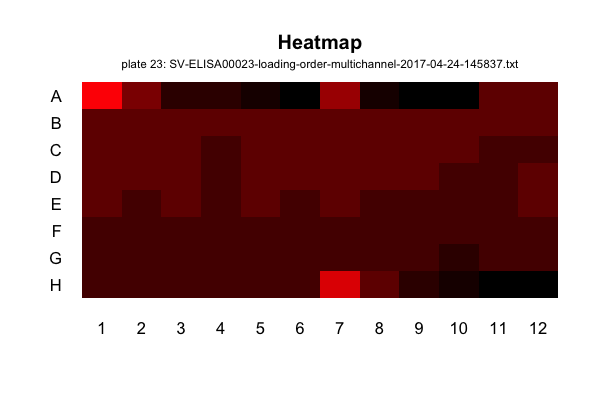 Heatmap
plate 23: SV-ELISA00023-loading-order-multichannel-2017-04-24-145837.txt
A
B
C
D
E
F
G
H
1 2 3 4 5 6 7 8 9 10 11 12